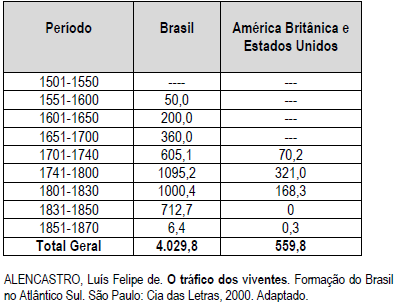 Período Brasil América Britânica e
Estados Unidos
1501-1550 ---- ---
1551-1600 50,0 ---
1601-1650 200,0 ---
1651-1700 360,0 ---
1701-1740 605,1 70,2
1741-1800 1095,2 321,0
1801-1830 1000,4 168,3
1831-1850 712,7 0
1851-1870 6,4 0,3
Total Geral 4.029,8 559,8
ALENCASTRO, Luís Felipe de. O tráfico dos viventes. Formação do Brasil
no Atlântico Sul. São Paulo: Cia das Letras, 2000. Adaptado.